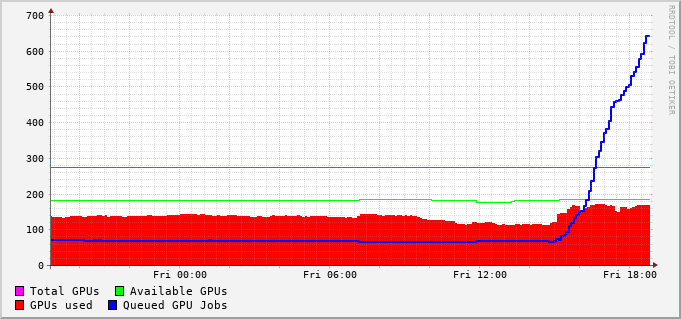 700
600
500
400
300
200
100
0
Fri 00:00 Fri 06:00 Fri 12:00 Fri 18:00
Total GPUs Available GPUs
GPUs used Queued GPU Jobs
RRDTOOL / TOBI OETIKER